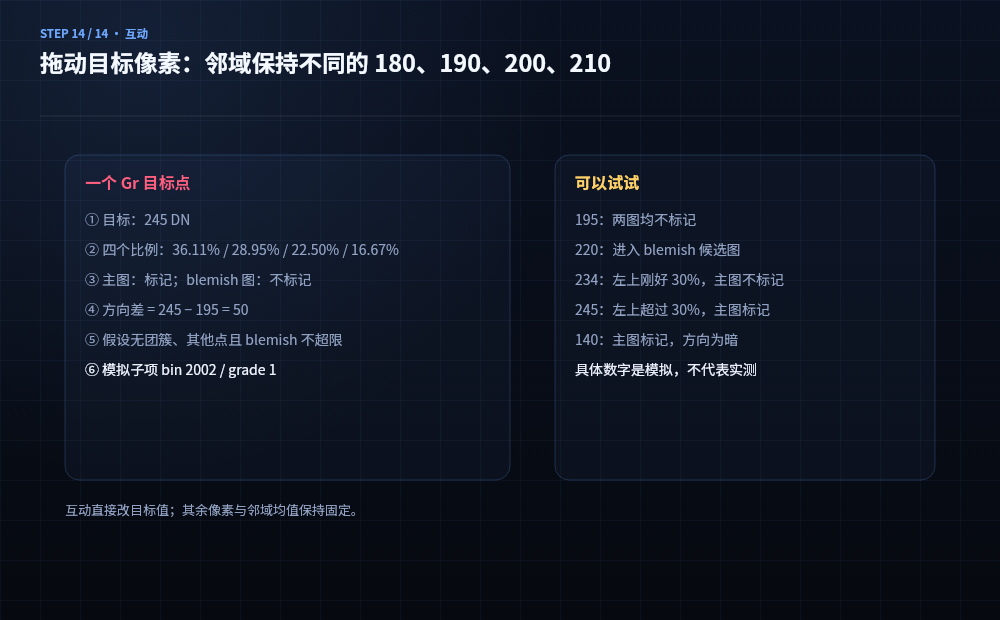 STEP 14 / 14 • 互动
拖动目标像素：邻域保持不同的 180、190、200、210
一个 Gr 目标点
① 目标：245 DN
② 四个比例：36.11% / 28.95% / 22.50% / 16.67%
③ 主图：标记；blemish 图：不标记
④ 方向差 = 245 − 195 = 50
⑤ 假设无团簇、其他点且 blemish 不超限
⑥ 模拟子项 bin 2002 / grade 1
可以试试
195：两图均不标记
220：进入 blemish 候选图
234：左上刚好 30%，主图不标记
245：左上超过 30%，主图标记
140：主图标记，方向为暗
具体数字是模拟，不代表实测
互动直接改目标值；其余像素与邻域均值保持固定。